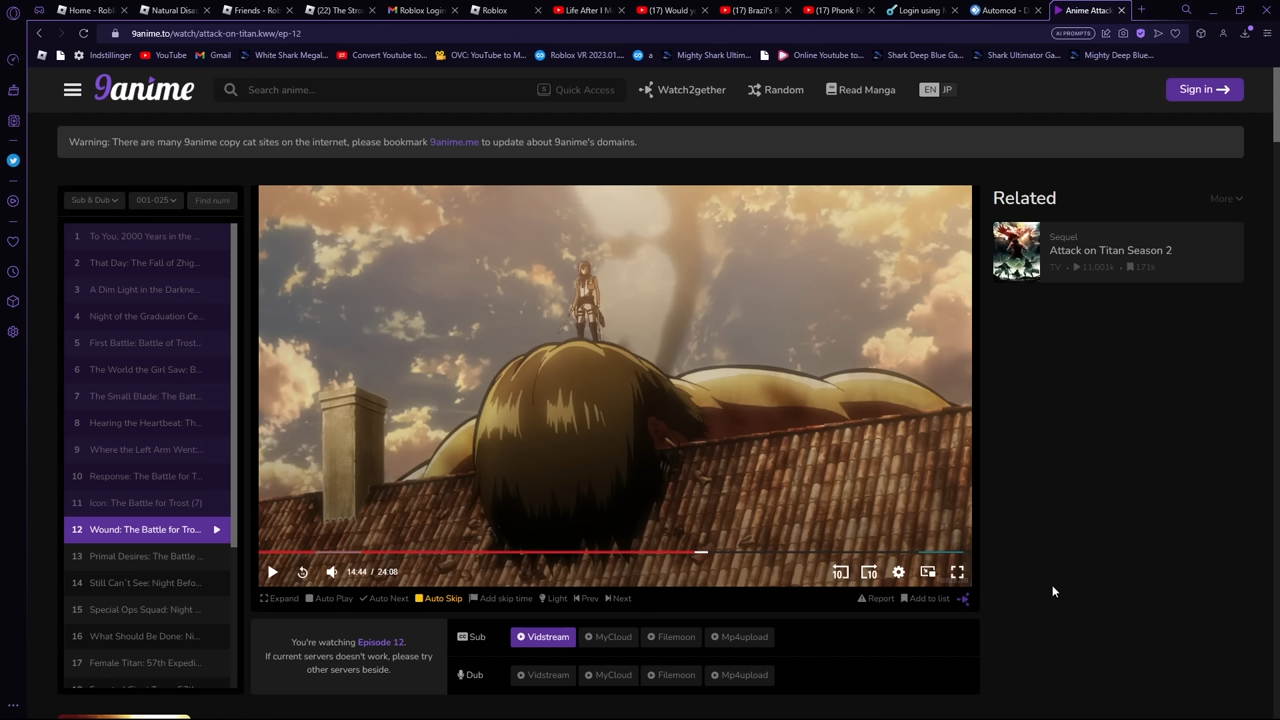 Home - Robl
Natural Disa
Friends - Rob
(22) The Stro
Gmail Roblox Login
Roblox
Life After I M
(17) Would y
(17) Brazil's R
(17) Phonk P
Login using
Automod - D
Anime Attac
9anime.to/watch/attack-on-titan.kww/ep-12
AI PROMPTS
Indstillinger
YouTube
Gmail
White Shark Megal...
Convert Youtube to...
OVC: YouTube to M...
Roblox VR 2023.01....
a
Mighty Shark Ultim...
Online Youtube to...
Shark Deep Blue Ga...
Shark Ultimator Ga...
Mighty Deep Blue...
9anime
Search anime...
S Quick Access
Watch2gether
Random
Read Manga
EN JP
Sign in
Warning: There are many 9anime copy cat sites on the internet, please bookmark 9anime.me to update about 9anime's domains.
Sub & Dub
001-025
Find num!
1 To You, 2000 Years in the ...
2 That Day: The Fall of Zhig...
3 A Dim Light in the Darkne...
4 Night of the Graduation Ce...
5 First Battle: Battle of Trost...
6 The World the Girl Saw: B...
7 The Small Blade: The Batt...
8 Hearing the Heartbeat: Th...
9 Where the Left Arm Went:...
10 Response: The Battle for T...
11 Icon: The Battle for Trost (7)
12 Wound: The Battle for Tro...
13 Primal Desires: The Battle ...
14 Still Can`t See: Night Befo...
15 Special Ops Squad: Night ...
16 What Should Be Done: Ni...
17 Female Titan: 57th Expedi...
14:44 / 24:08
10
10
Expand
Auto Play
Auto Next
Auto Skip
Add skip time
Light
Prev
Next
Report
Add to list
You're watching Episode 12.
If current servers doesn't work, please try
other servers beside.
CC Sub
Vidstream
MyCloud
Filemoon
Mp4upload
Dub
Vidstream
MyCloud
Filemoon
Mp4upload
Related
More
Sequel
Attack on Titan Season 2
TV • 11,001k • 171k